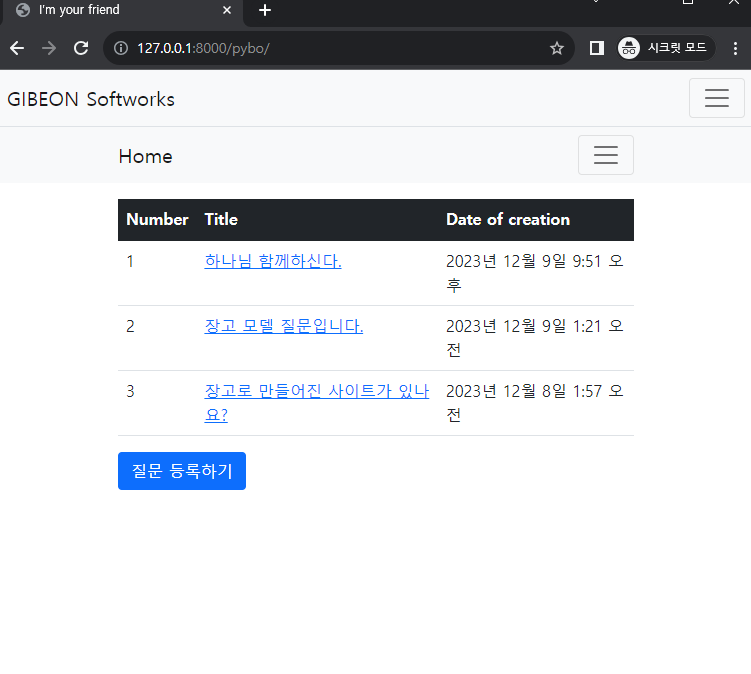 I'm your friend
127.0.0.1:8000/pybo/
시크릿 모드
GIBEON Softworks
Home
Number Title Date of creation
1 하나님 함께하신다. 2023년 12월 9일 9:51 오
후
2 장고 모델 질문입니다. 2023년 12월 9일 1:21 오
전
3 장고로 만들어진 사이트가 있나 2023년 12월 8일 1:57 오
요? 전
질문 등록하기